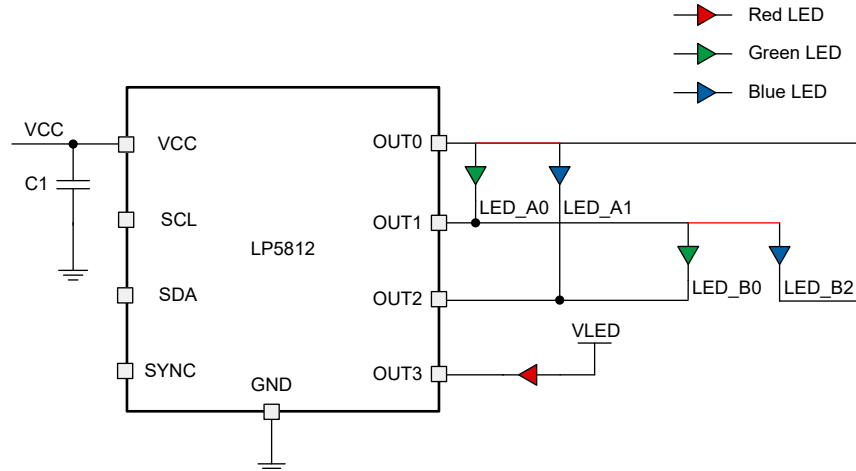 Red LED
Green LED
Blue LED
VCC
VCC
OUT0
C1
LED_A0
LED_A1
SCL
OUT1
LP5812
SDA
OUT2
LED_B0
LED_B2
VLED
SYNC
GND
OUT3